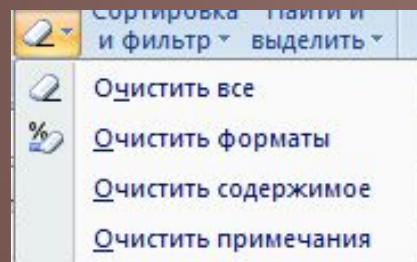 Сортировка Найти и
и фильтр выделить
Очистить все
% Очистить форматы
Очистить содержимое
Очистить примечания